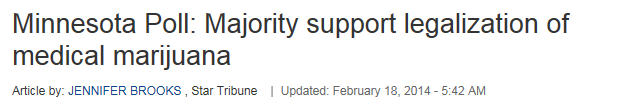 Minnesota Poll: Majority support legalization of
medical marijuana
Article by: JENNIFER BROOKS , Star Tribune | Updated: February 18, 2014 - 5:42 AM